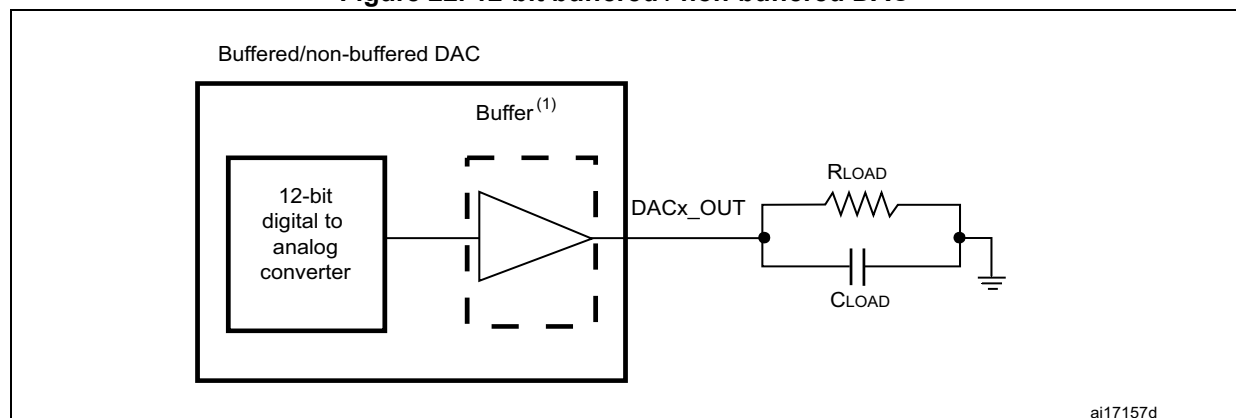 Figure 22. 12-bit buffered / non-buffered DAC
Buffered/non-buffered DAC
Buffer (1)
12-bit
digital to
analog
converter
DACx_OUT
RLOAD
CLOAD
ai17157d